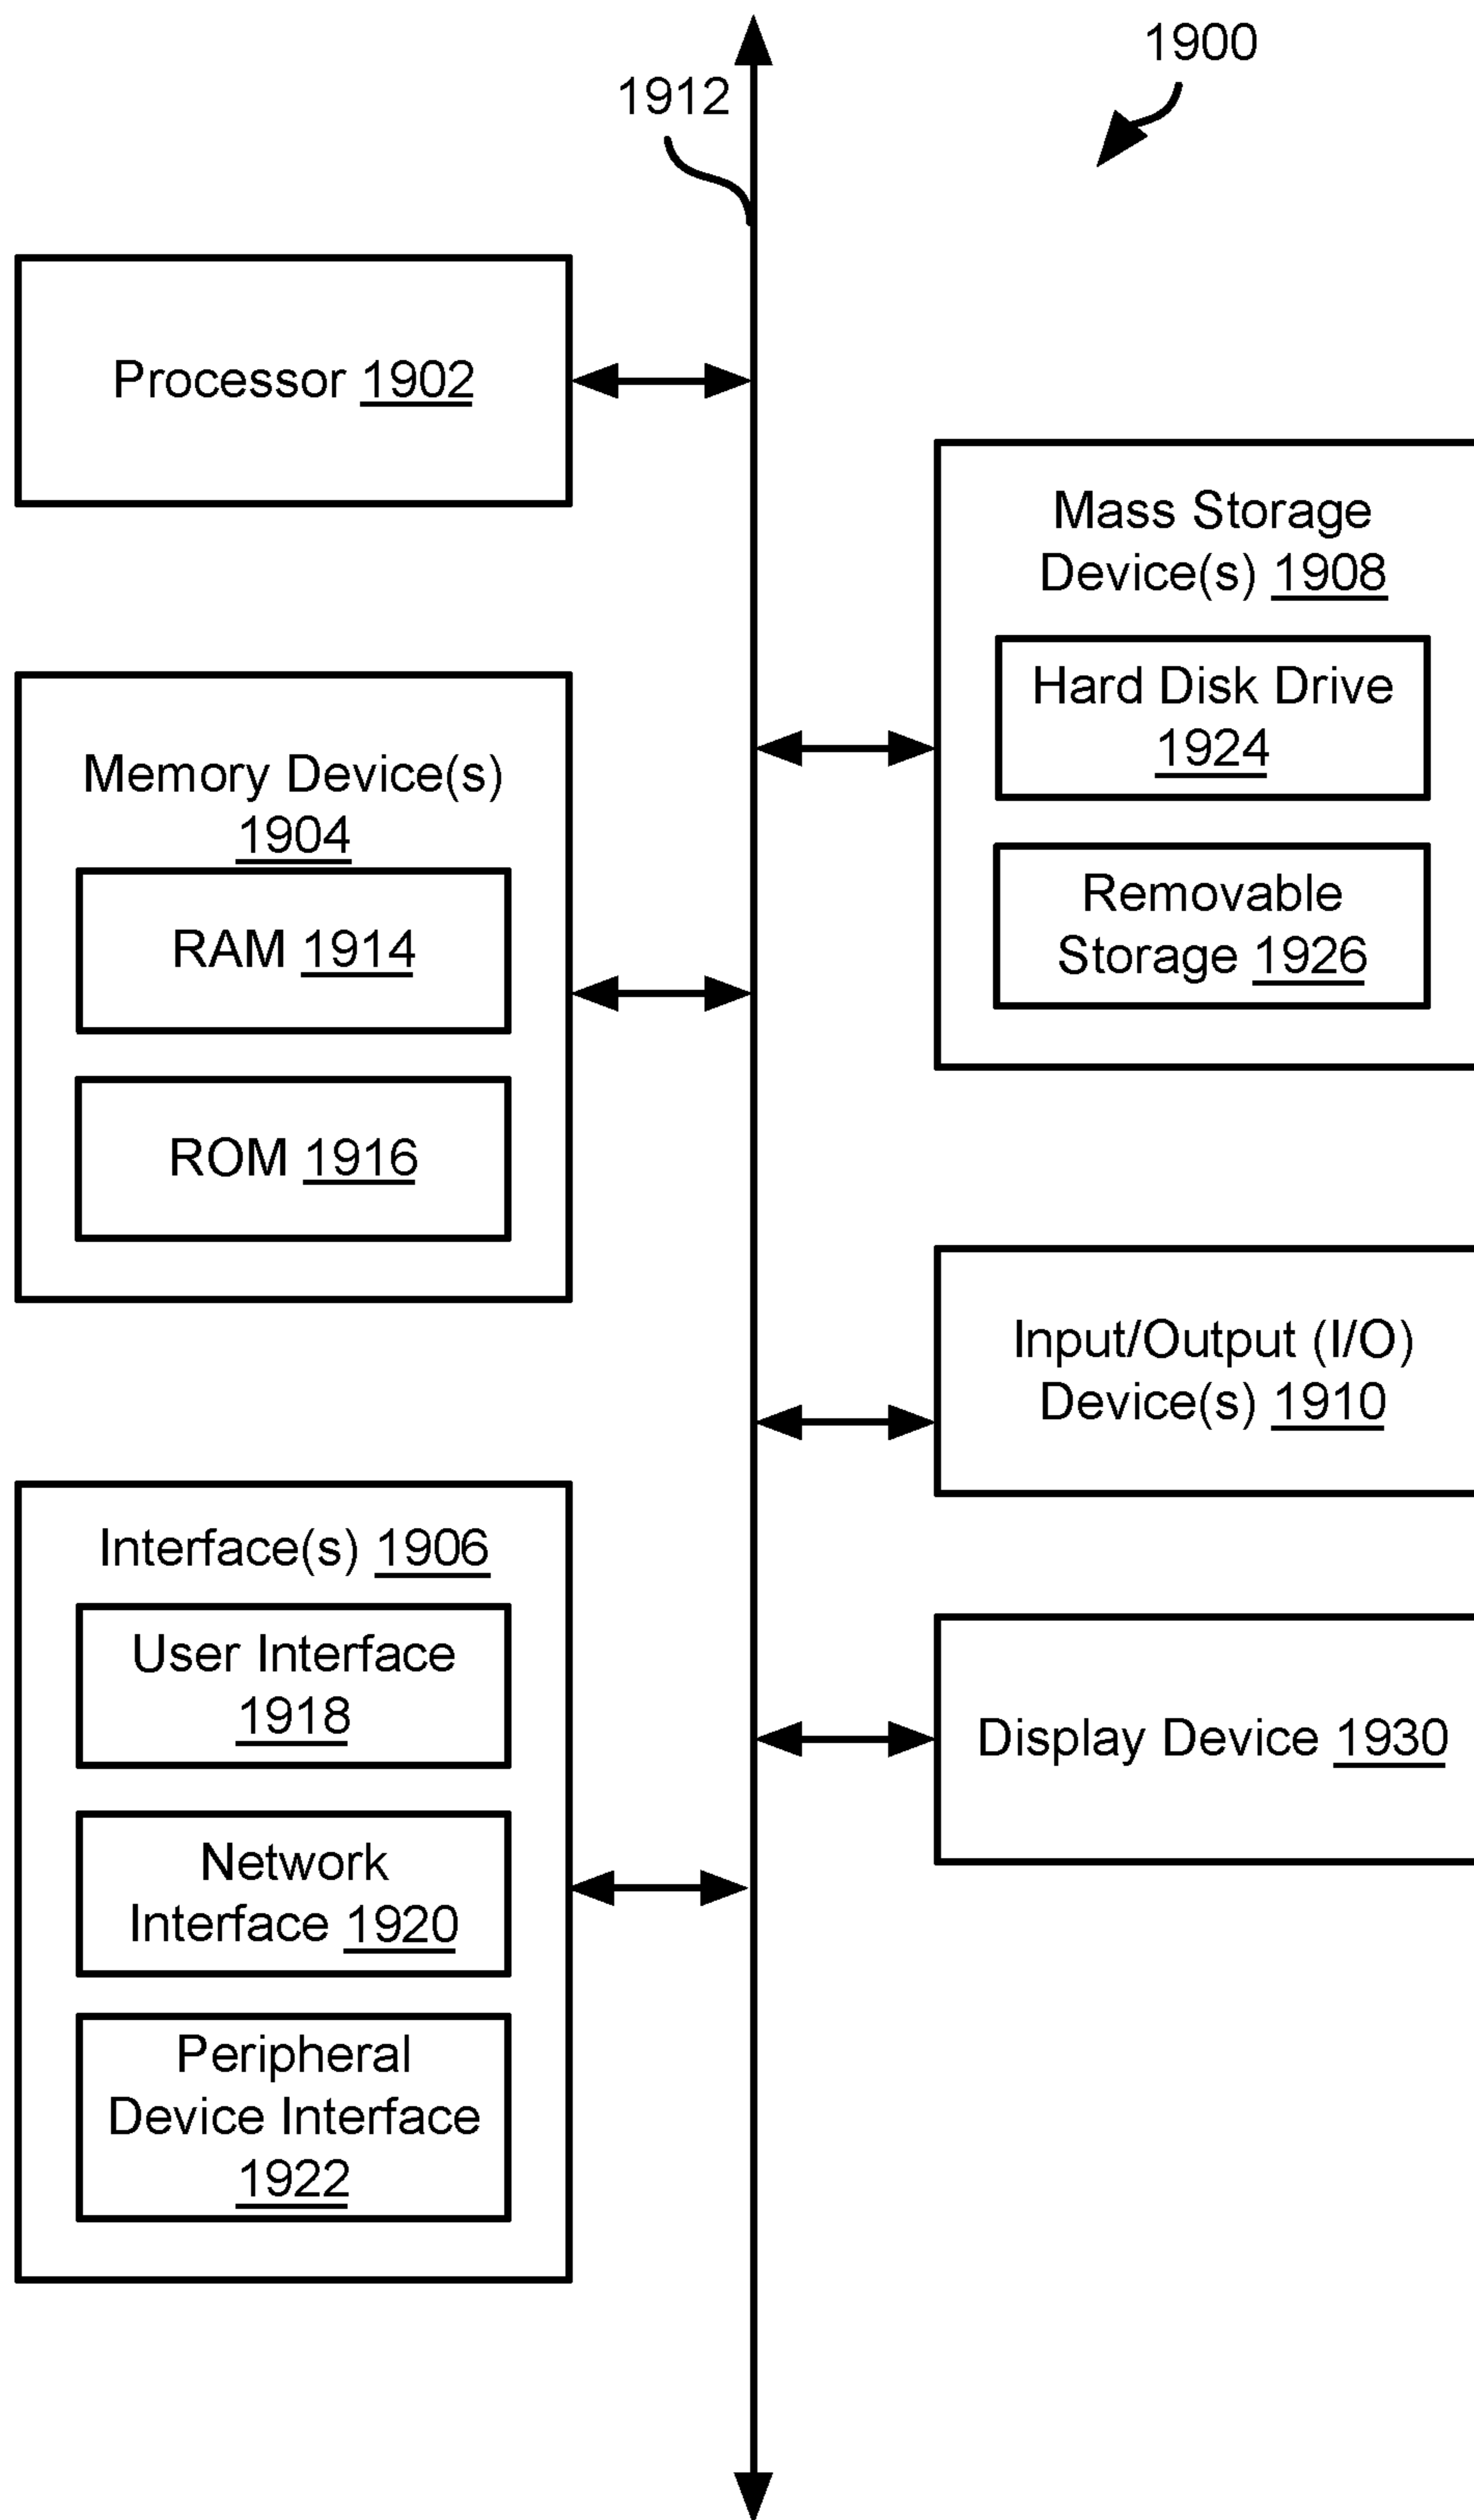 1900
1912
Processor 1902
Mass Storage
Device(s) 1908
Hard Disk Drive
1924
Removable
Storage 1926
Memory Device(s)
1904
RAM 1914
ROM 1916
Input/Output (I/O)
Device(s) 1910
Interface(s) 1906
User Interface
1918
Network
Interface 1920
Peripheral
Device Interface
1922
Display Device 1930